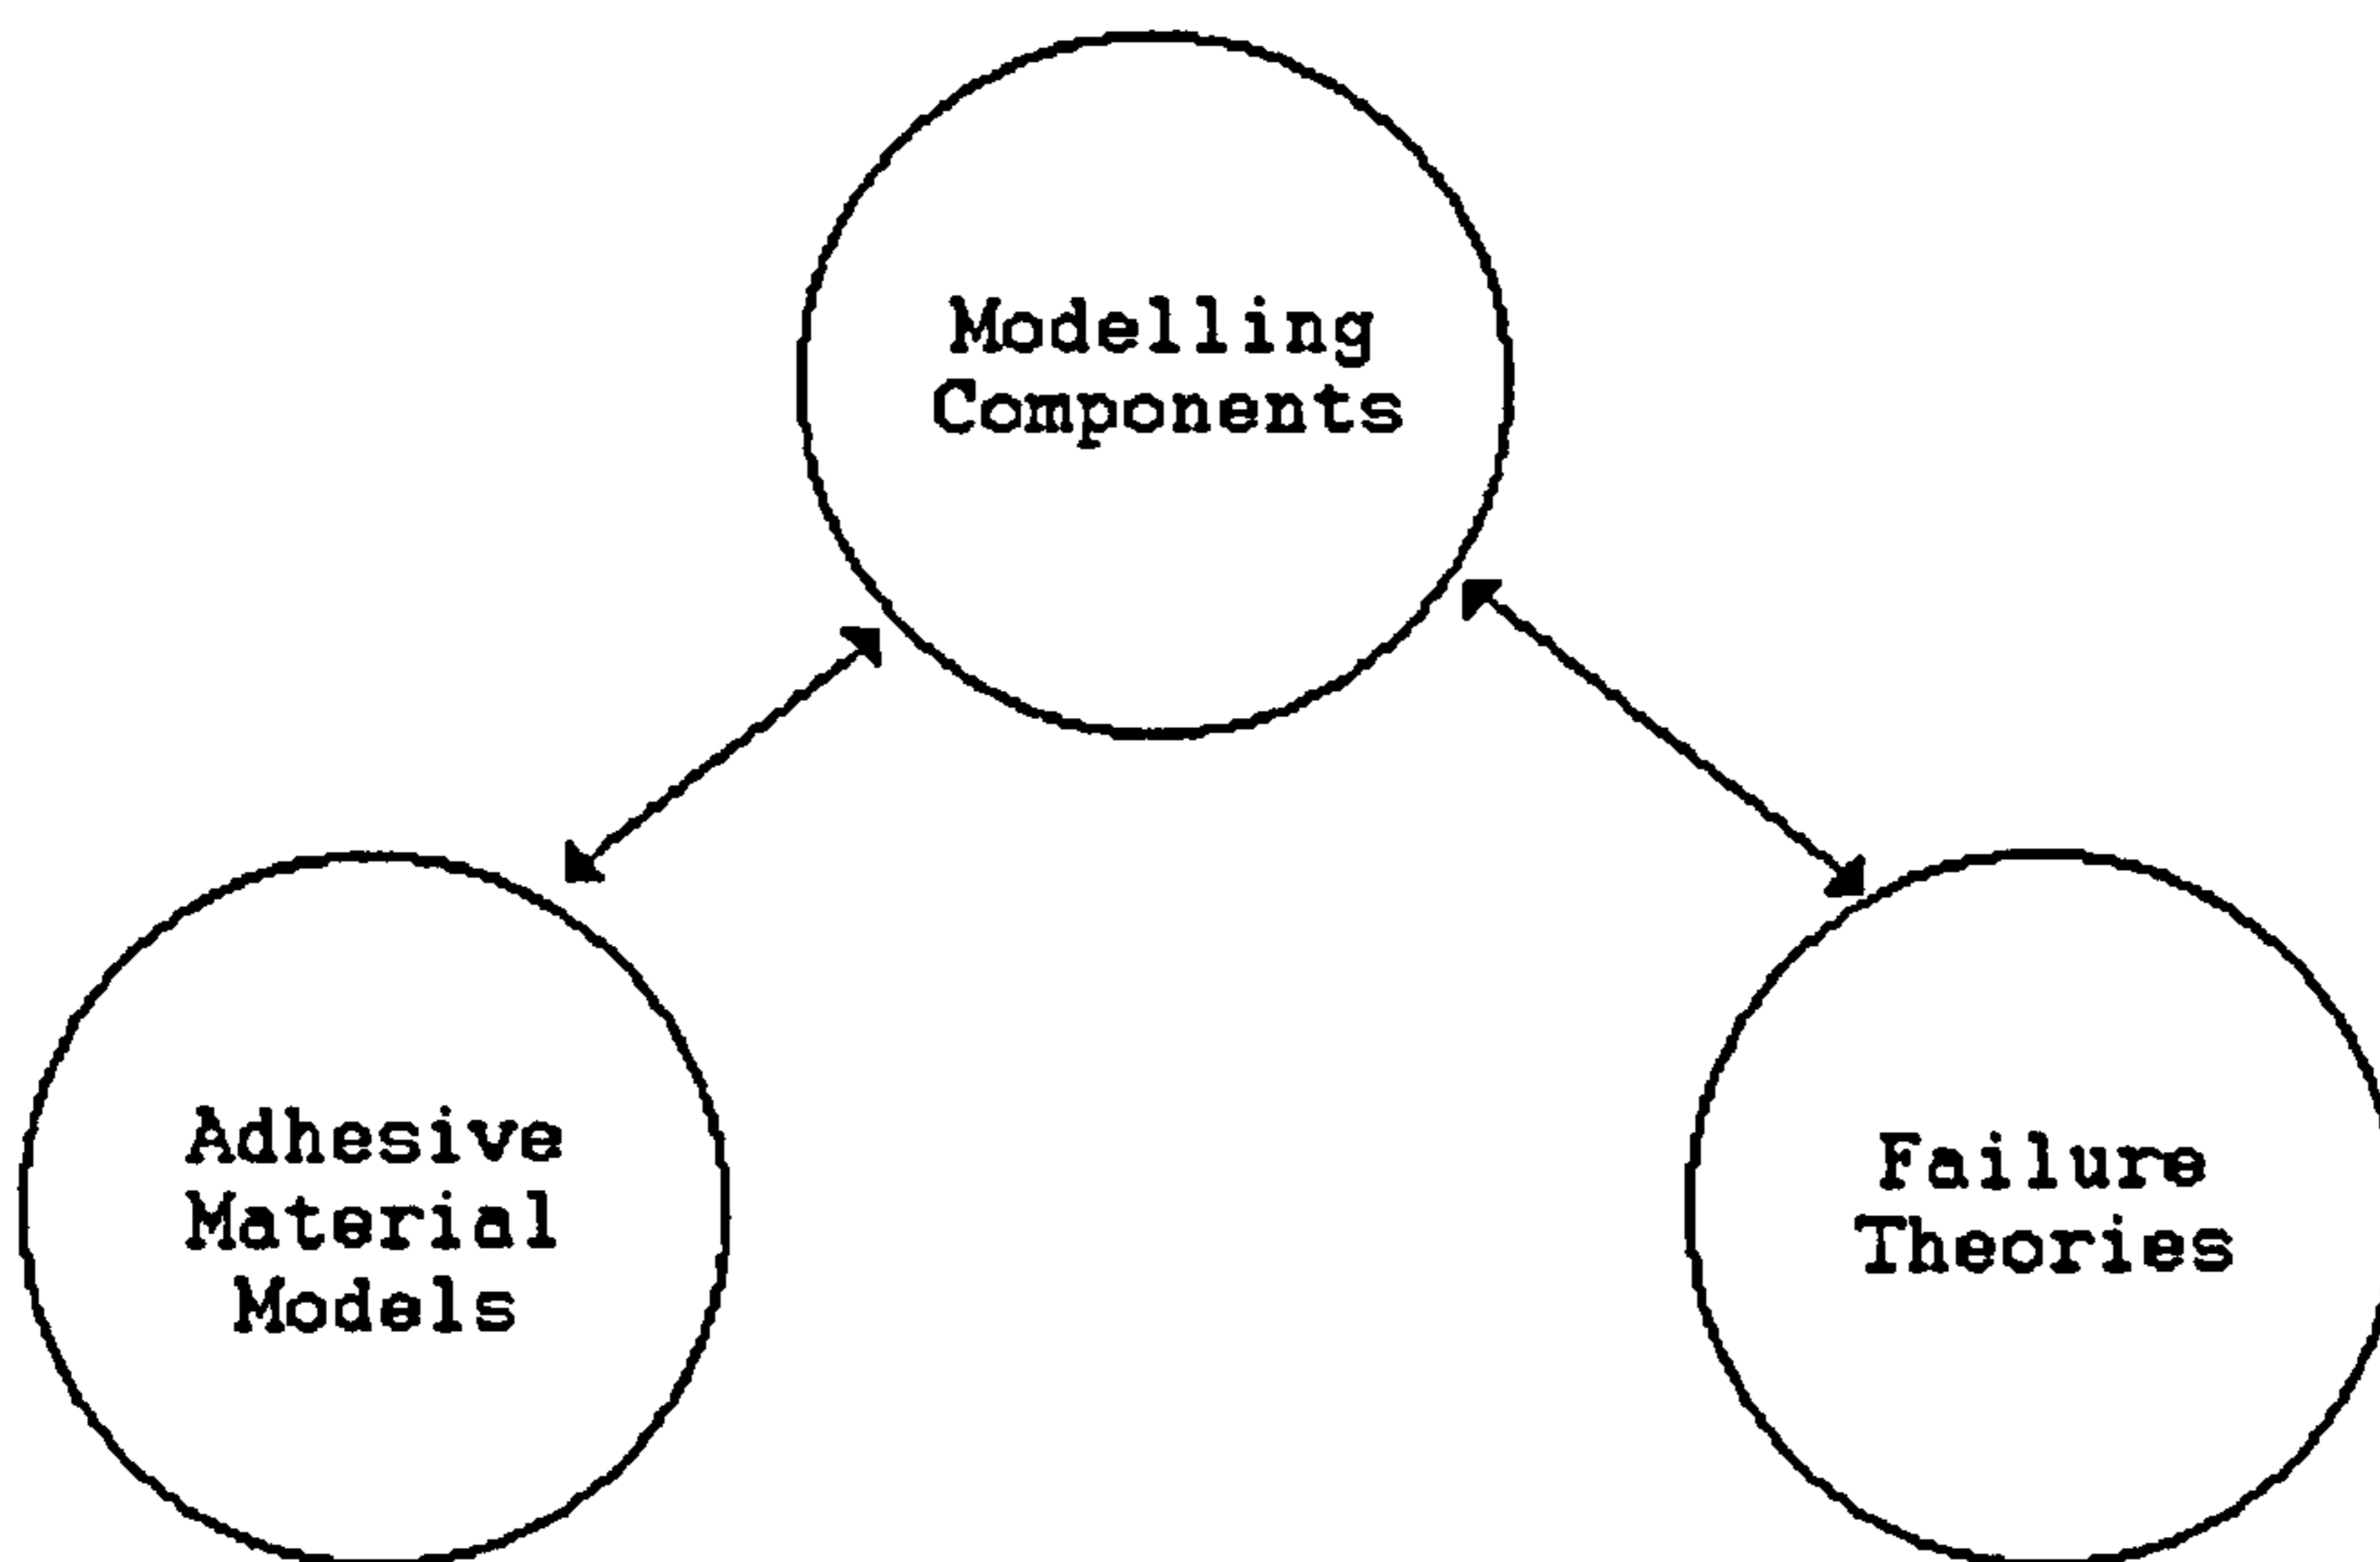 Modelling
Components
Adhesive
Material
Models
Failure
Theories